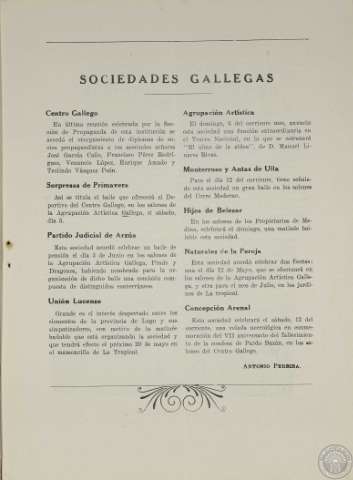 SOCIEDADES GALLEGAS
Centro Gallego
En última reunión celebrada por la Sec-
ción de Propaganda de esta institución se
acordó el otorgamiento de diplomas de so-
cios propagandistas a los asociados señores
José García Calle, Francisco Pérez Rodrí-
guez, Venancio López, Enrique Amado y
Teolindo Vázquez Pain.
Sorpresas de Primavera
Así se titula el baile que ofrecerá el De-
portivo del Centro Gallego, en los salones de
la Agrupación Artística Gallega, el sábado,
día 5.
Partido Judicial de Arzúa
Esta sociedad acordó celebrar un baile de
pensión el día 3 de Junio en los salones de
la Agrupación Artística Gallega, Prado y
Dragones, habiendo nombrado para la or-
ganización de dicho baile una comisión com-
puesta de distinguidos conterráneos.
Unión Lucense
Grande es el interés despertado entre los
elementos de la provincia de Lugo y sus
simpatizadores, con motivo de la matinée
bailable que está organizando la sociedad y
que tendrá efecto el próximo 20 de mayo en
el mamoncillo de La Tropical.
Agrupación Artística
El domingo, 6 del corriente mes, anuncia
esta sociedad una función extraordinaria en
el Teatro Nacional, en la que se estrenará
"El alma de la aldea", de D. Manuel Li-
nares Rivas.
Monterroso y Antas de Ulla
Para el día 12 del corriente, tiene señala-
do esta sociedad un gran baile en los salones
del Cerro Moderno.
Hijos de Beiesar
En los salones de los Propietarios de Me-
dina, celebrará el domingo, una matinée bai-
lable esta sociedad.
Naturales de la Puroja
Esta sociedad acordó celebrar dos fiestas:
una el día 12 de Mayo, que se efectuará en
los salones de la Agrupación Artística Galle-
ga, y otra para el mes de Julio, en los jardi-
nes de La tropical.
Concepción Arenal
Esta sociedad celebrará el sábado, 12 del
corriente, una velada necrológica en conme-
moración del VII aniversario del fallecimien-
to de la condesa de Pardo Bazán, en los sa-
lones del Centro Gallego.
ANTONIO PEREIRA.